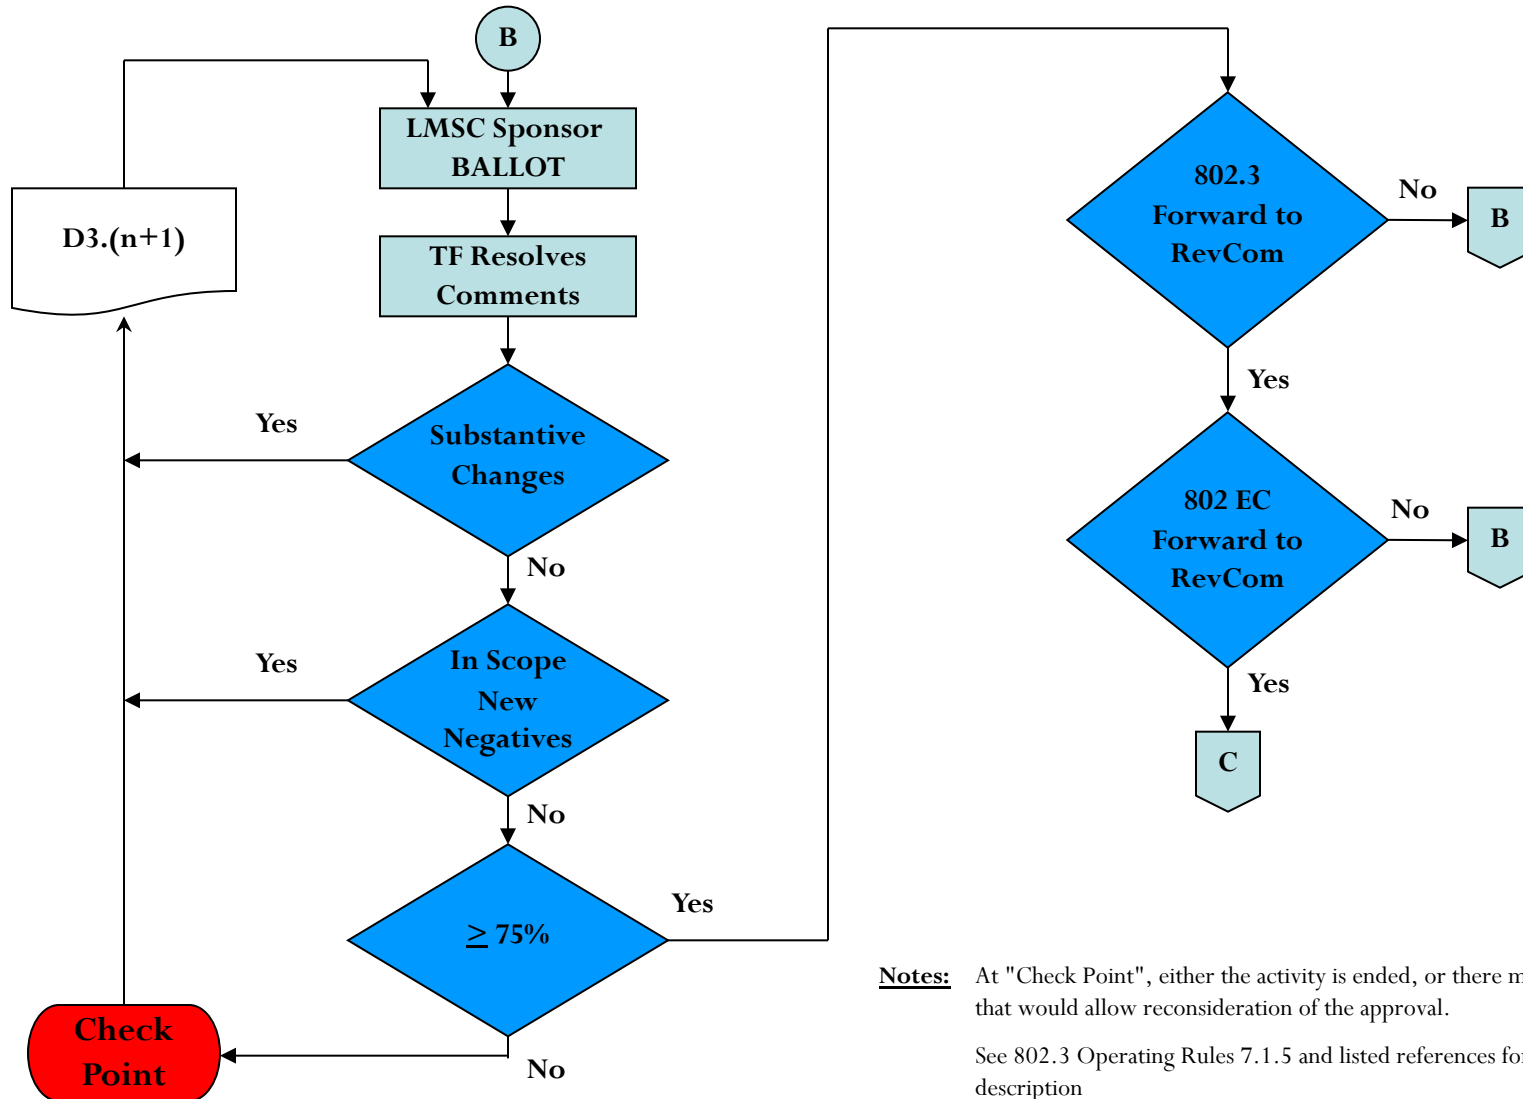 B
LMSC Sponsor
BALLOT
D3.(n+1)
TF Resolves
Comments
Yes
Substantive
Changes
No
Yes
In Scope
New
Negatives
No
≥ 75%
Yes
Check
Point
No
802.3
Forward to
RevCom
No
B
Yes
802 EC
Forward to
RevCom
No
B
Yes
C
Notes: At "Check Point", either the activity is ended, or there
that would allow reconsideration of the approval.
See 802.3 Operating Rules 7.1.5 and listed references for
description